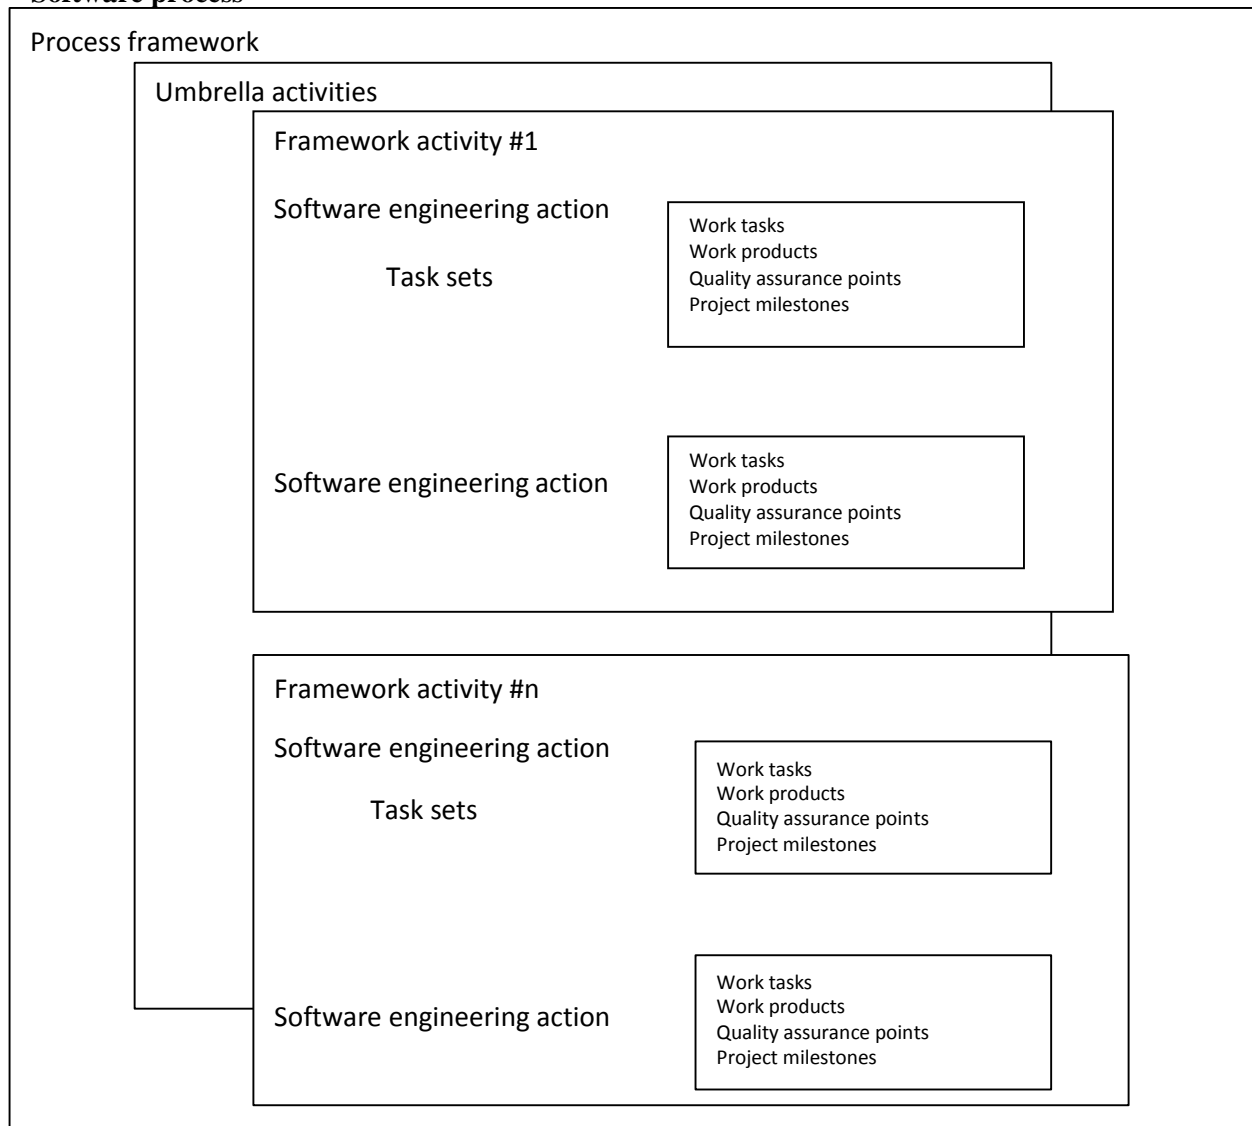 Software process
Process framework
Umbrella activities
Framework activity #1
Software engineering action
Task sets
Work tasks
Work products
Quality assurance points
Project milestones
Software engineering action
Work tasks
Work products
Quality assurance points
Project milestones
Framework activity #n
Software engineering action
Task sets
Work tasks
Work products
Quality assurance points
Project milestones
Software engineering action
Work tasks
Work products
Quality assurance points
Project milestones